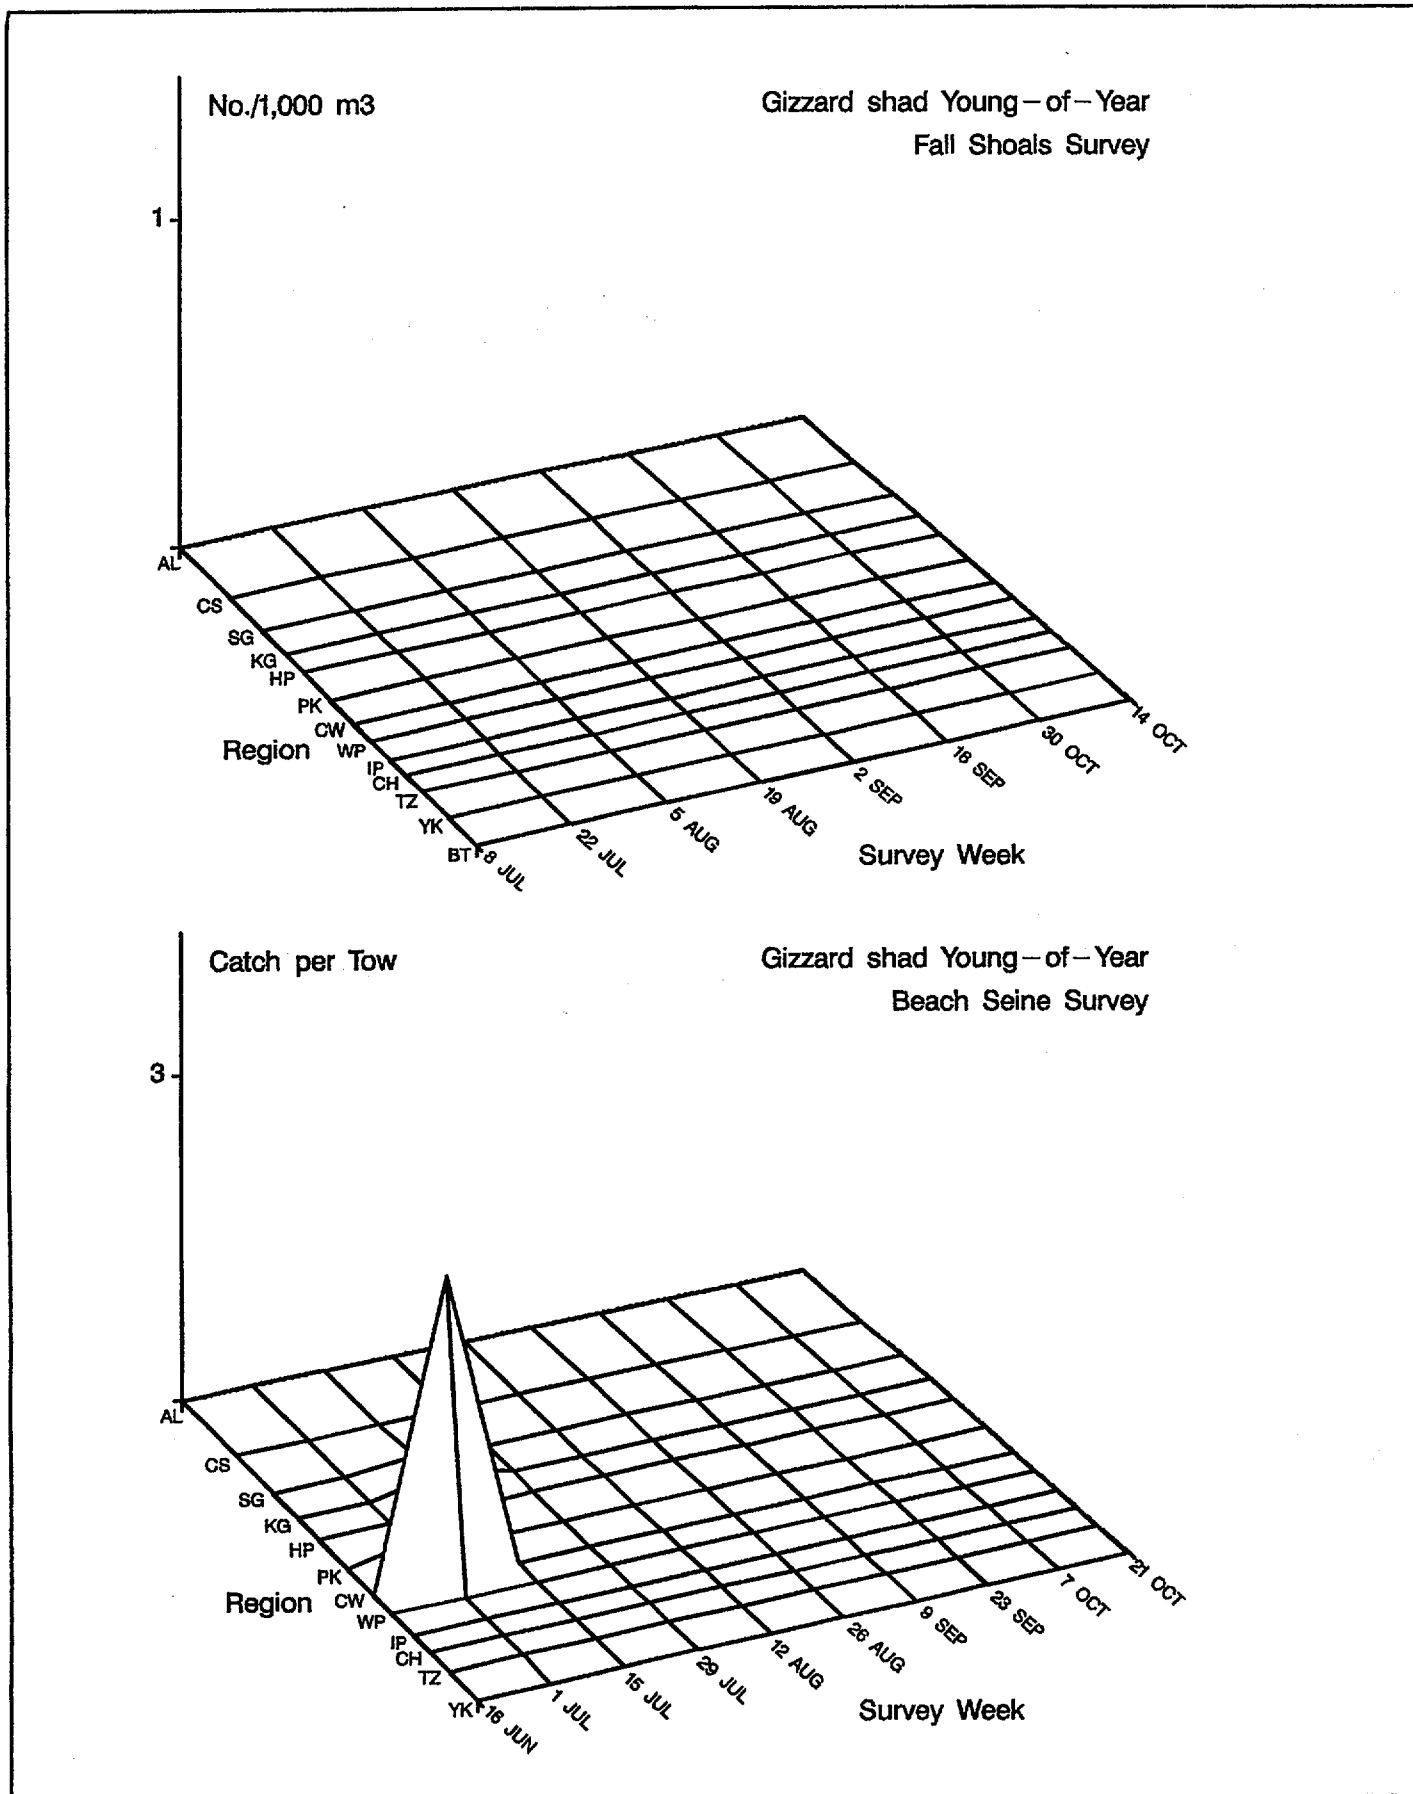 No./1,000 m3
Gizzard shad Young-of-Year
Fall Shoals Survey
1
AL
CS
SG
KG
HP
PK
CW
WP
IP
CH
TZ
YK
BT
Region
8 JUL
22 JUL
5 AUG
19 AUG
2 SEP
18 SEP
30 OCT
14 OCT
Survey Week
Catch per Tow
Gizzard shad Young-of-Year
Beach Seine Survey
3
AL
CS
SG
KG
HP
PK
CW
WP
IP
CH
TZ
YK
Region
16 JUN
1 JUL
15 JUL
29 JUL
12 AUG
26 AUG
9 SEP
23 SEP
7 OCT
21 OCT
Survey Week